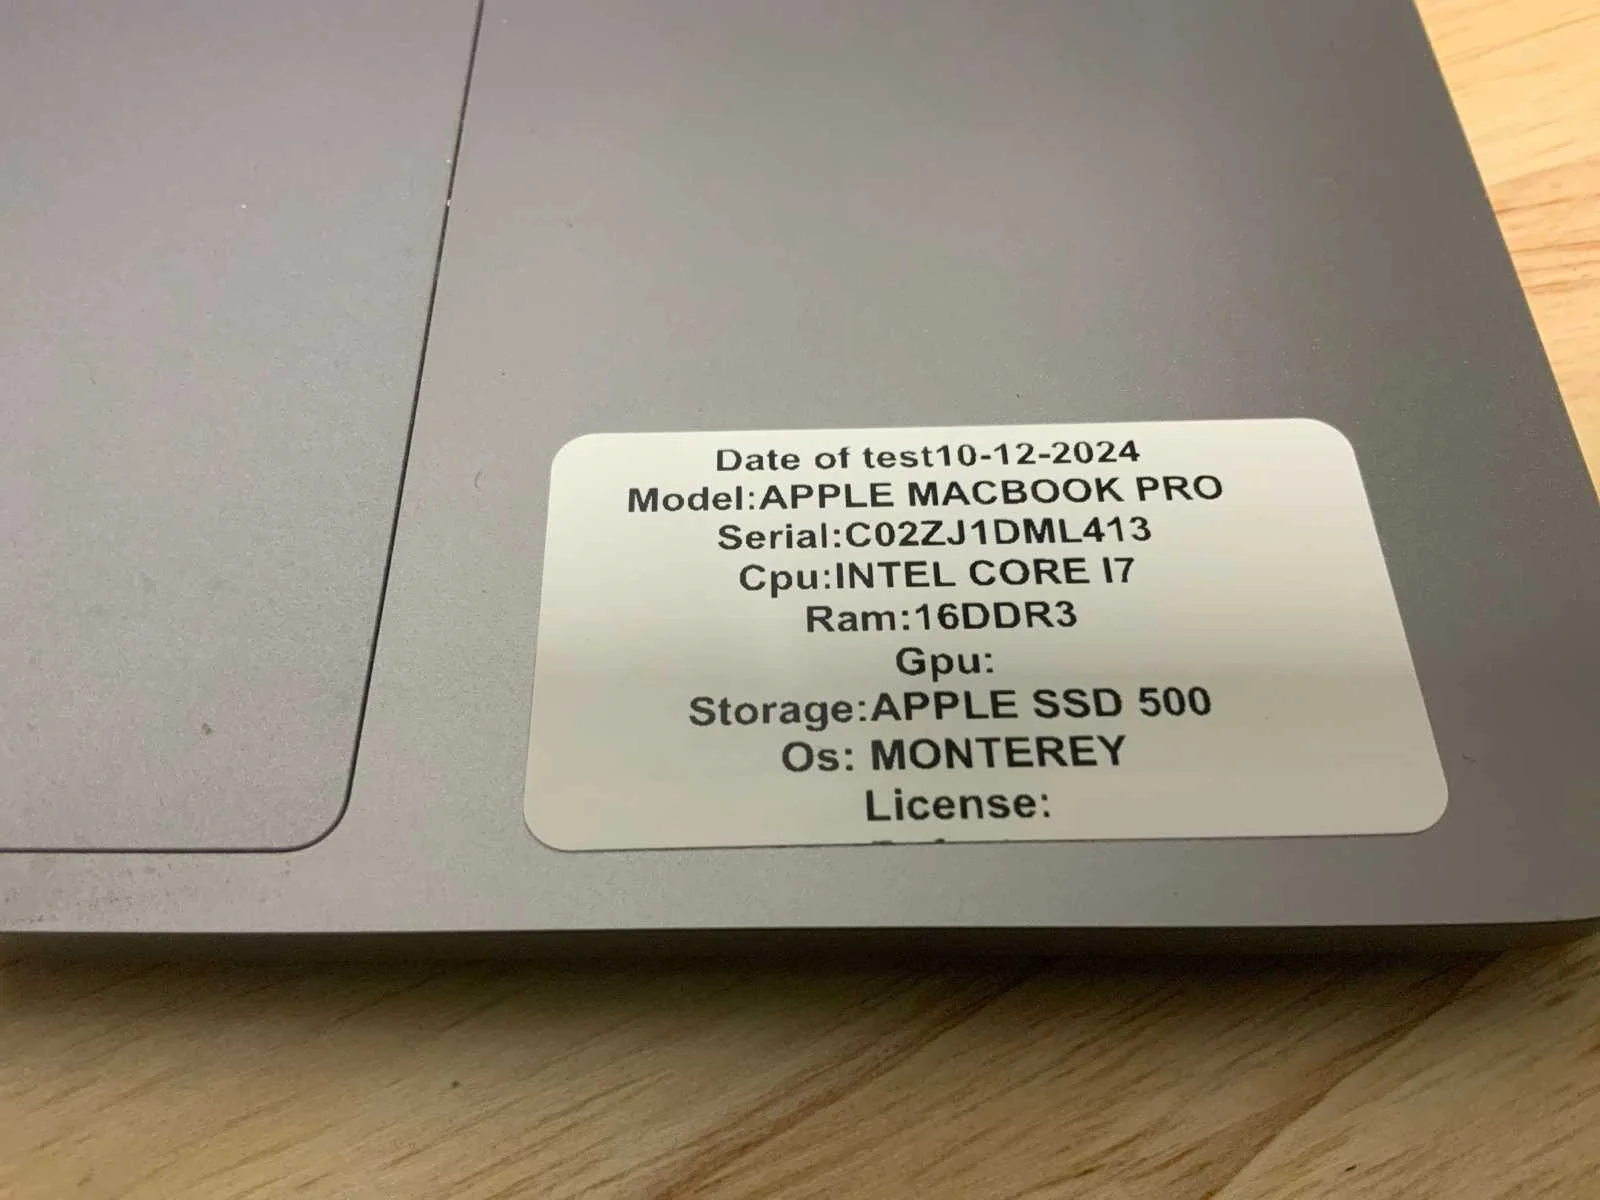 Date of test10-12-2024
Model:APPLE MACBOOK PRO
Serial:C02ZJ1DML413
Cpu:INTEL CORE I7
Ram:16DDR3
Gpu:
Storage:APPLE SSD 500
Os: MONTEREY
License: